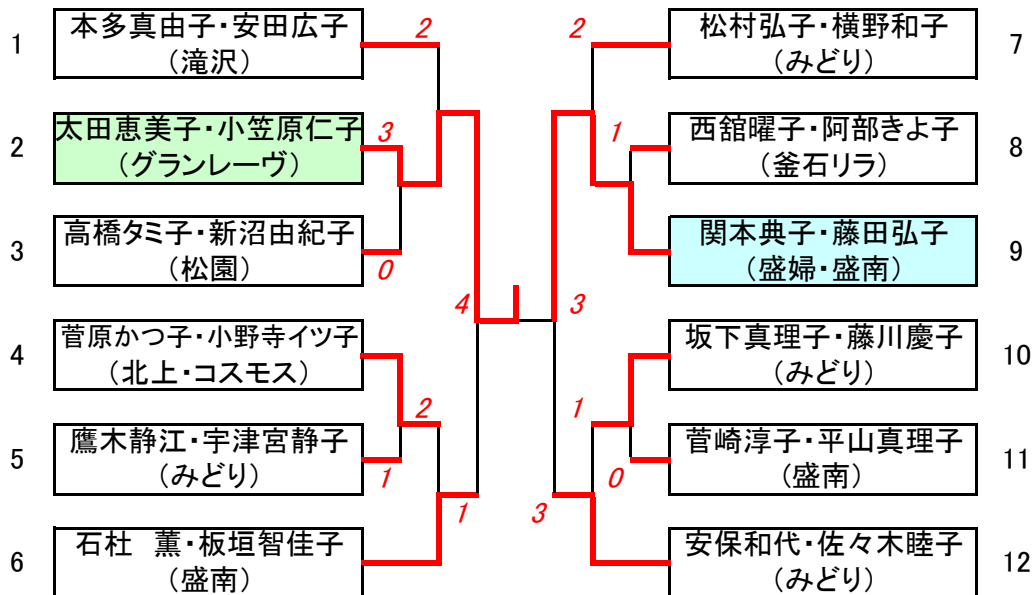 1
本多真由子・安田広子
(滝沢)
2
2
太田恵美子・小笠原仁子
(グランレーヴ)
3
3
高橋タミ子・新沼由紀子
(松園)
0
4
4
菅原かつ子・小野寺イツ子
(北上・コスモス)
2
5
鷹木静江・宇津宮静子
(みどり)
1
1
6
石杜 薫・板垣智佳子
(盛南)
2
松村弘子・横野和子
(みどり)
7
1
西舘曜子・阿部きよ子
(釜石リラ)
8
関本典子・藤田弘子
(盛婦・盛南)
9
3
坂下真理子・藤川慶子
(みどり)
10
1
菅崎淳子・平山真理子
(盛南)
11
0
3
安保和代・佐々木睦子
(みどり)
12